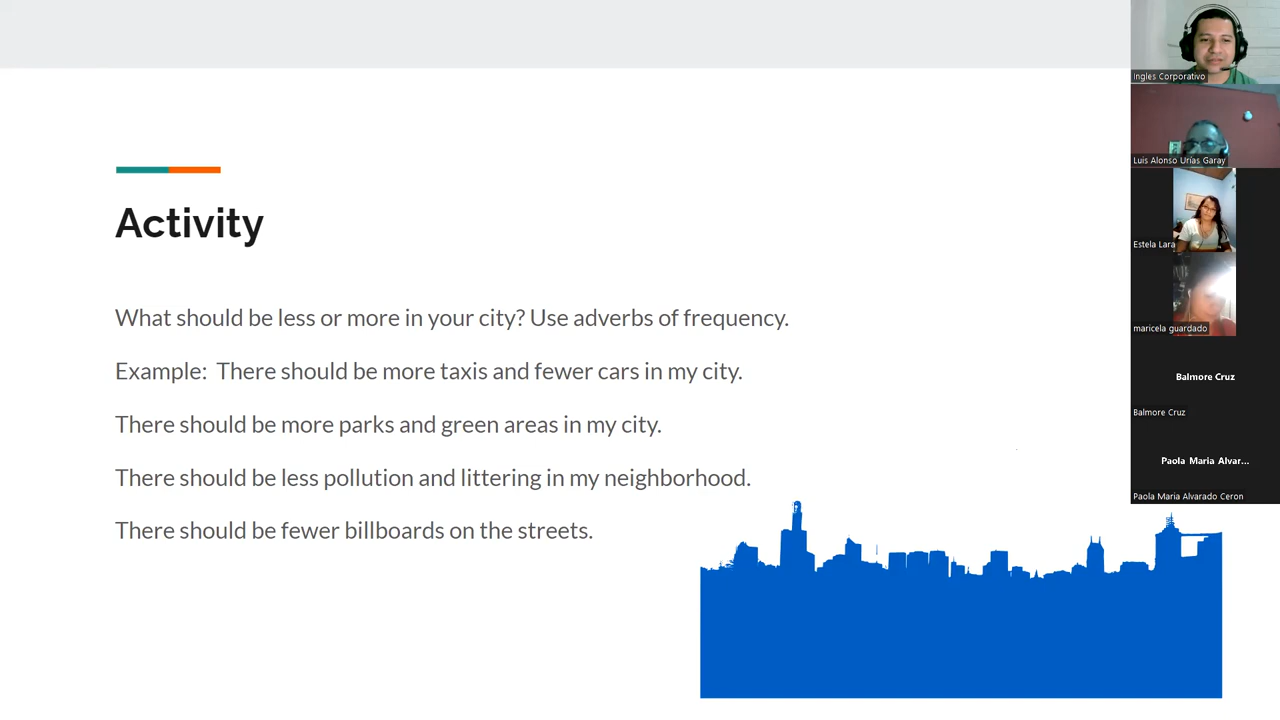 Activity
What should be less or more in your city? Use adverbs of frequency.
Example:  There should be more taxis and fewer cars in my city.
There should be more parks and green areas in my city.
There should be less pollution and littering in my neighborhood.
There should be fewer billboards on the streets.
Ingles Corporativo
Luis Alonso Urías Garay
Estela Lara
maricela guardado
Balmore Cruz
Balmore Cruz
Paola Maria Alvar...
Paola Maria Alvarado Ceron